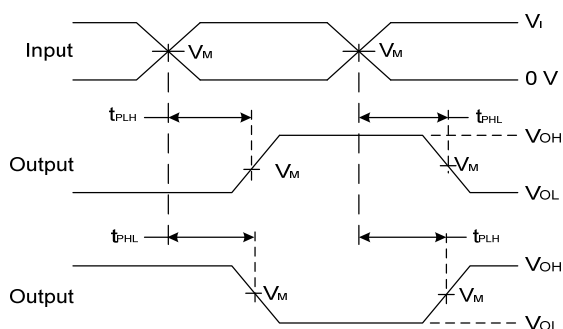 VI
Input VM VM
0 V
tPLH tPHL
VOH
Output VM VM
VOL
tPHL tPLH
VOH
Output VM VM
VOL